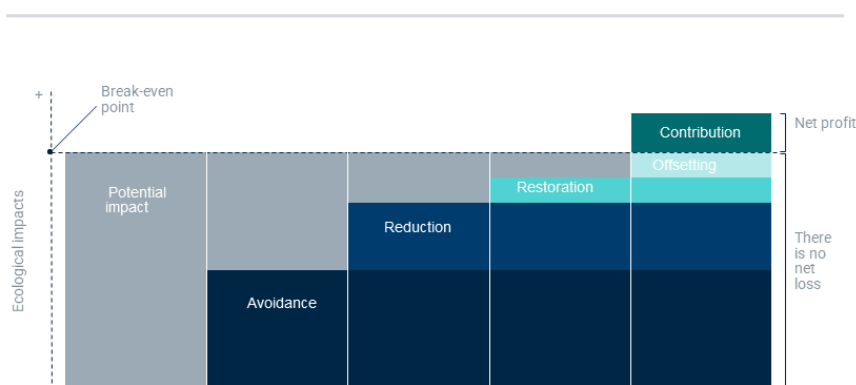 +
Break-even
point
Contribution
Net profit
Offsetting
Restoration
Potential
impact
Reduction
Avoidance
There
is no
net
loss
Ecological impacts